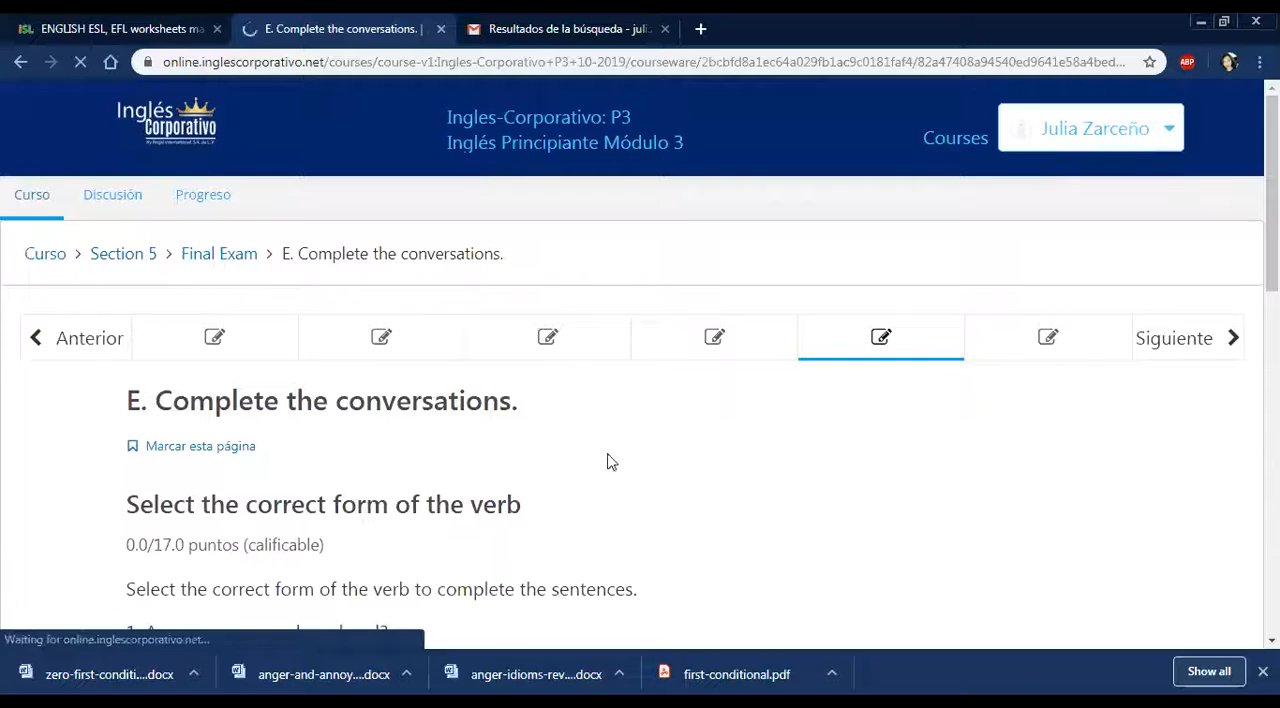 ENGLISH ESL, EFL worksheets ma
E. Complete the conversations. |
Resultados de la búsqueda - juli
online.inglescorporativo.net/courses/course-v1:Ingles-Corporativo+P3+10-2019/courseware/2bcbfd8a1ec64a029fb1ac9c0181faf4/82a47408a94540ed9641e58a4bed...
ABP
Inglés
Corporativo
Ingles-Corporativo: P3
Inglés Principiante Módulo 3
Courses
Julia Zarceño
Curso
Discusión
Progreso
Curso > Section 5 > Final Exam > E. Complete the conversations.
Anterior
Siguiente
E. Complete the conversations.
Marcar esta página
Select the correct form of the verb
0.0/17.0 puntos (calificable)
Select the correct form of the verb to complete the sentences.
Waiting for online.inglescorporativo.net...
zero-first-conditi....docx
anger-and-annoy....docx
anger-idioms-rev....docx
first-conditional.pdf
Show all